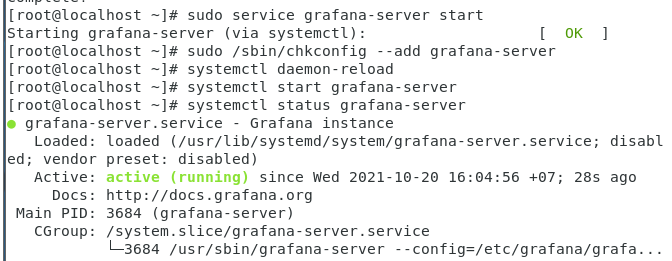 [root@localhost ~]# sudo service grafana-server start
Starting grafana-server (via systemctl):                   [  OK  ]
[root@localhost ~]# sudo /sbin/chkconfig --add grafana-server
[root@localhost ~]# systemctl daemon-reload
[root@localhost ~]# systemctl start grafana-server
[root@localhost ~]# systemctl status grafana-server
● grafana-server.service - Grafana instance
   Loaded: loaded (/usr/lib/systemd/system/grafana-server.service; disabl
ed; vendor preset: disabled)
   Active: active (running) since Wed 2021-10-20 16:04:56 +07; 28s ago
     Docs: http://docs.grafana.org
 Main PID: 3684 (grafana-server)
   CGroup: /system.slice/grafana-server.service
           └─3684 /usr/sbin/grafana-server --config=/etc/grafana/grafa...